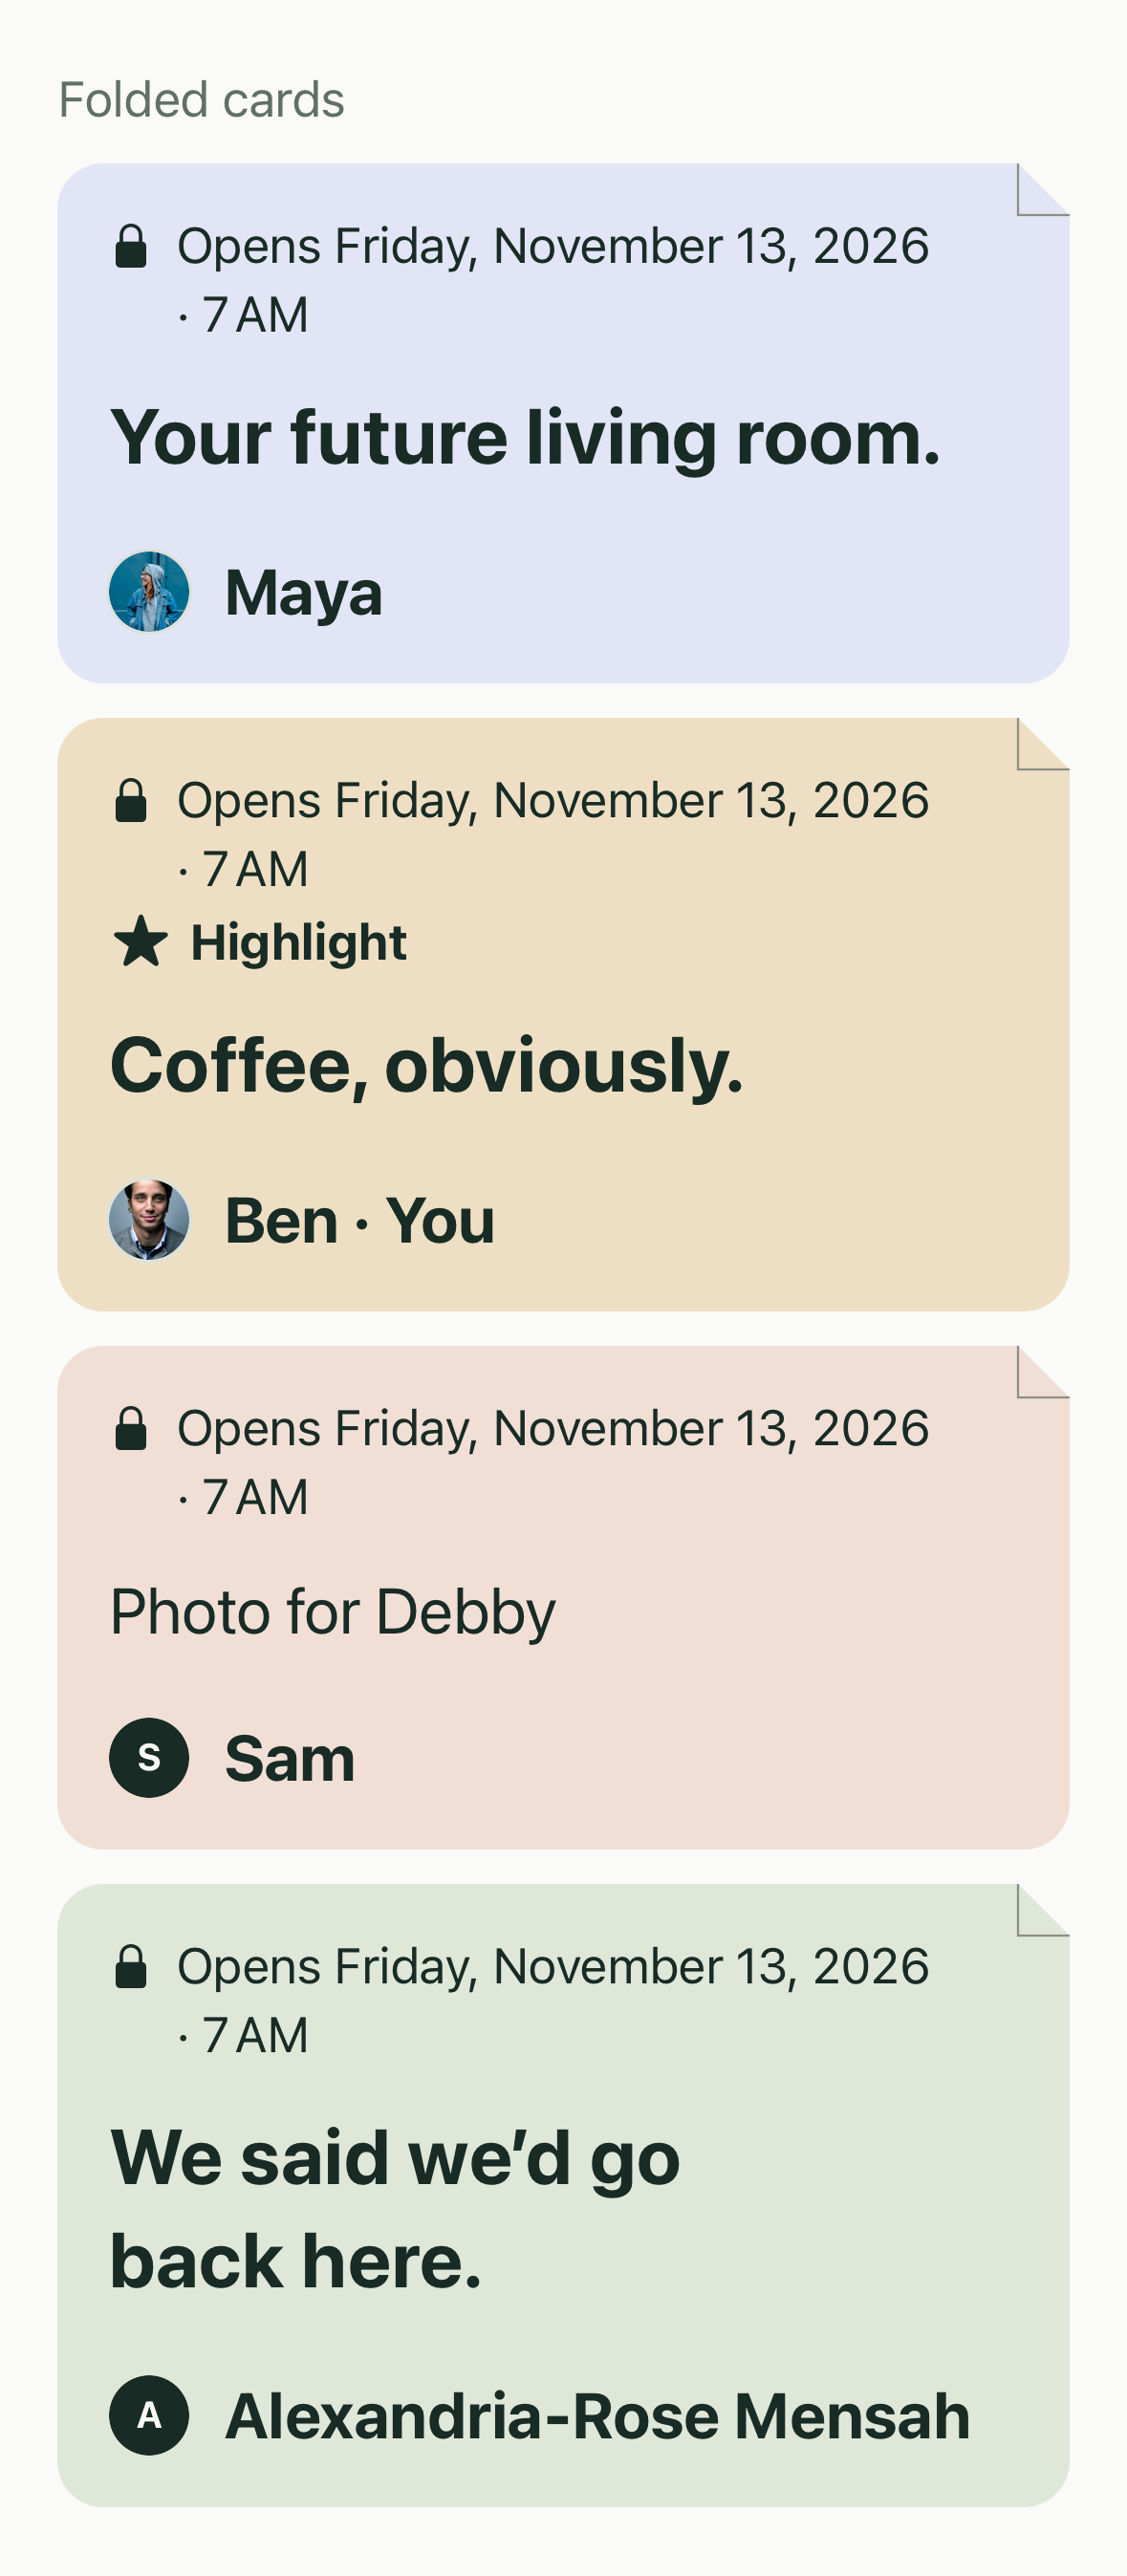 Folded cards
Opens Friday, November 13, 2026
· 7 AM
Your future living room.
Maya
Opens Friday, November 13, 2026
· 7 AM
Highlight
Coffee, obviously.
Ben · You
Opens Friday, November 13, 2026
· 7 AM
Photo for Debby
S Sam
Opens Friday, November 13, 2026
· 7 AM
We said we’d go
back here.
A Alexandria-Rose Mensah